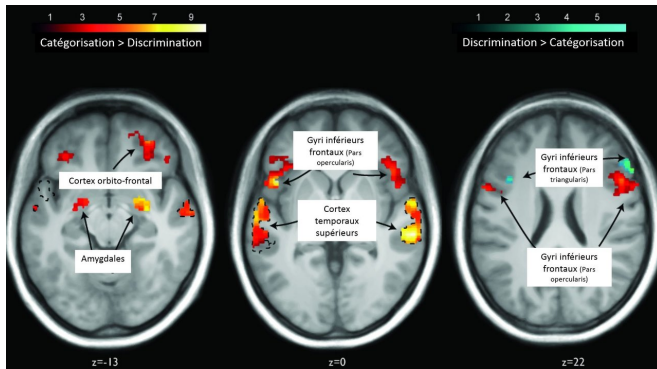 1 3 5 7 9
Catégorisation > Discrimination
1 2 3 4 5
Discrimination > Catégorisation
Cortex orbito-frontal
Amygdales
z=-13
Gyri inférieurs
frontaux (Pars
opercularis)
Cortex
temporaux
supérieurs
z=0
Gyri inférieurs
frontaux (Pars
triangularis)
Gyri inférieurs
frontaux (Pars
opercularis)
z=22